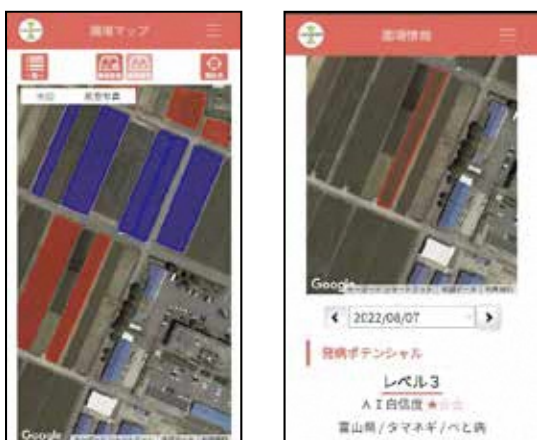 圃場マップ
地図 航空写真
Google
圃場情報
Google
2022/08/07
発病ポテンシャル
レベル3
AI自信度 ★☆☆
富山県/タマネギ/べと病